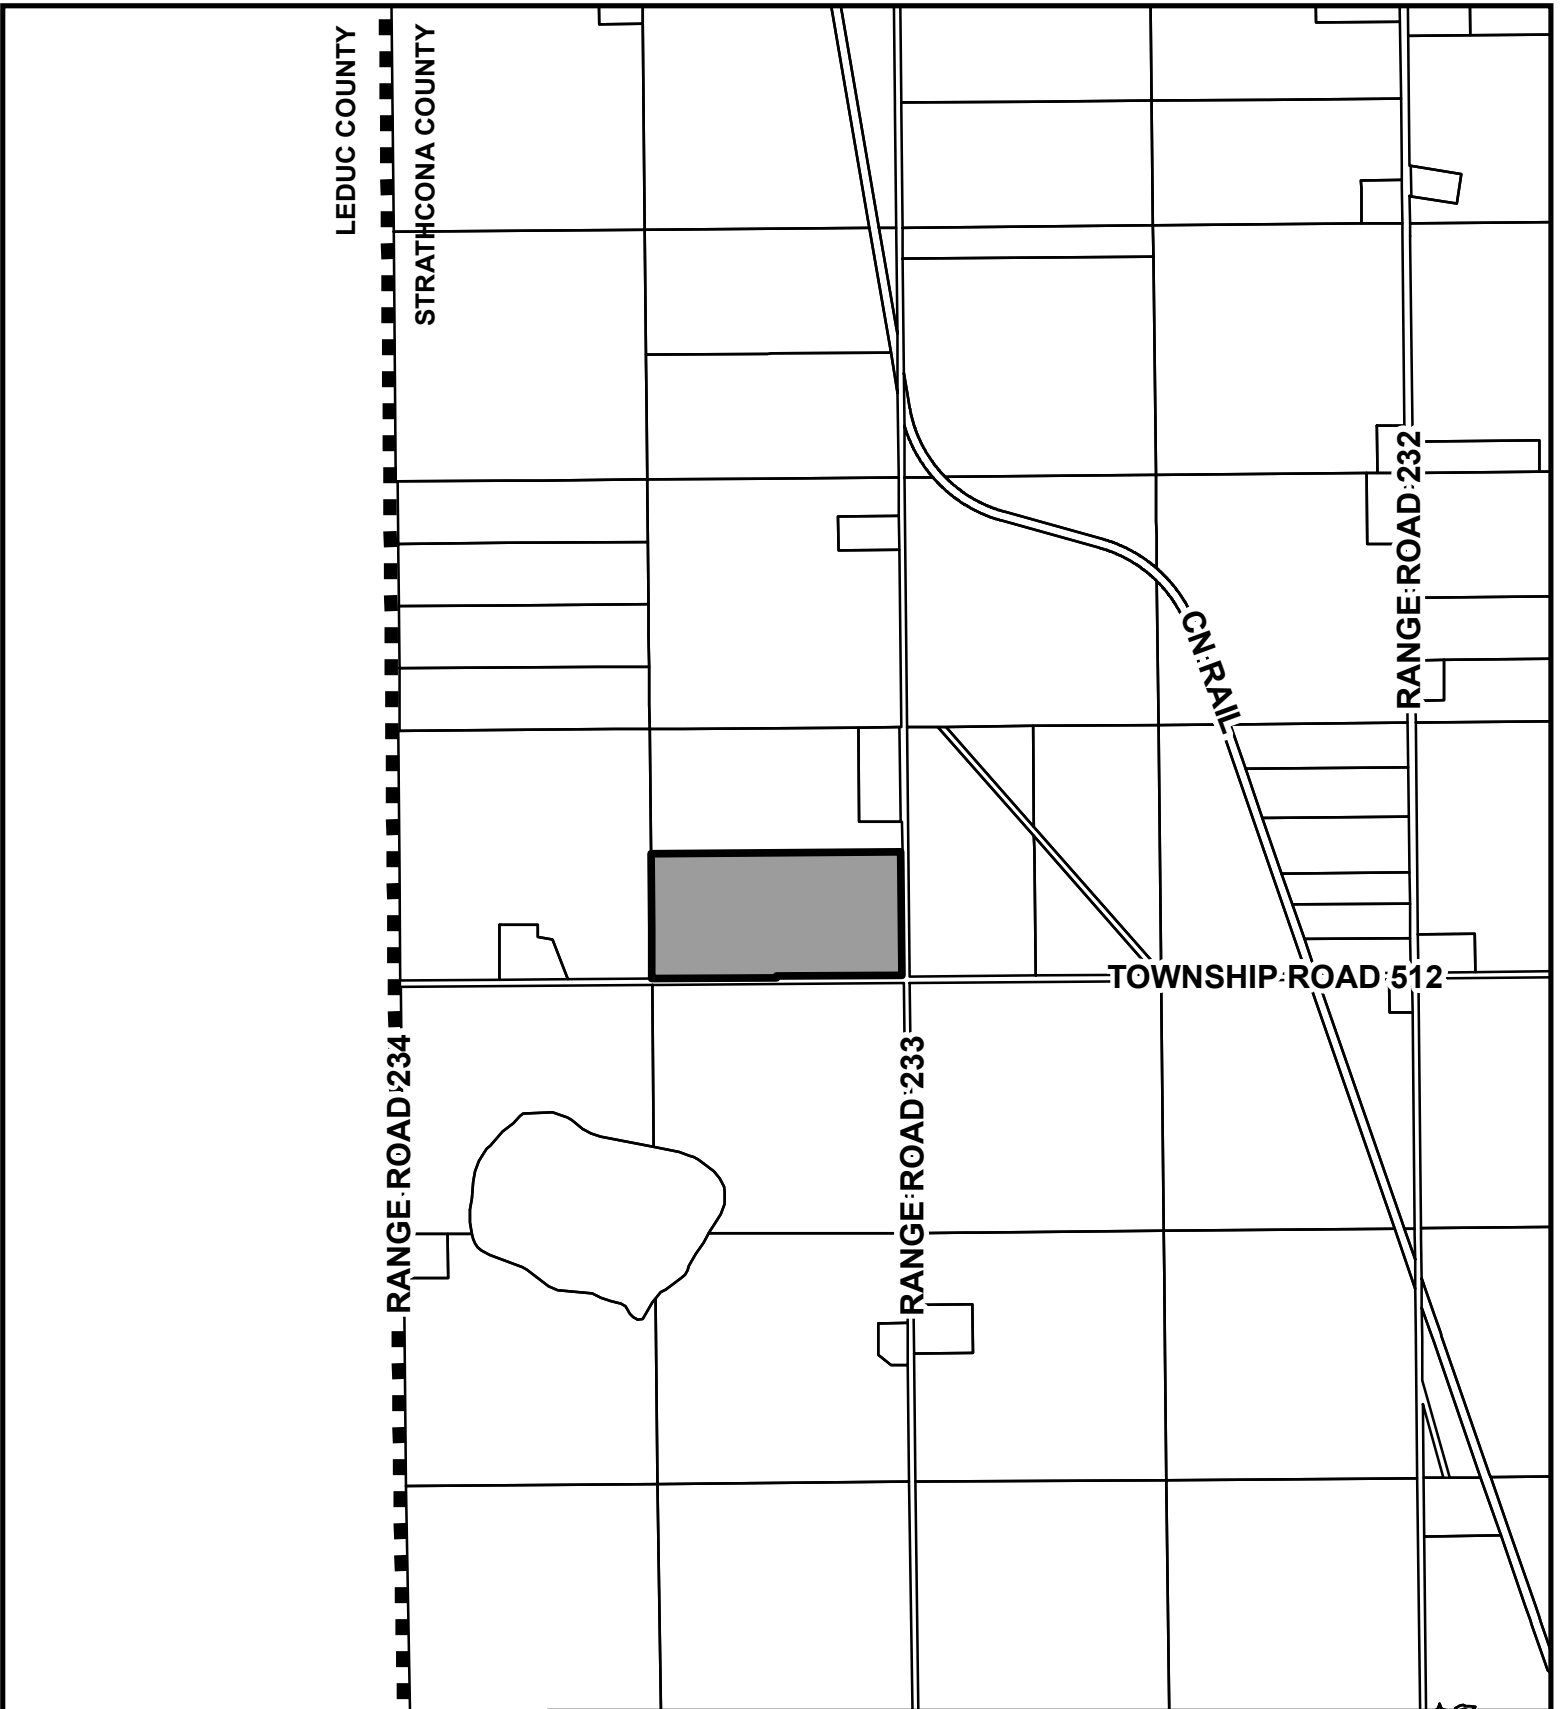 LEDUC COUNTY
STRATHCONA COUNTY
RANGE ROAD 232
CN RAIL
TOWNSHIP ROAD 512
RANGE ROAD 234
RANGE ROAD 233